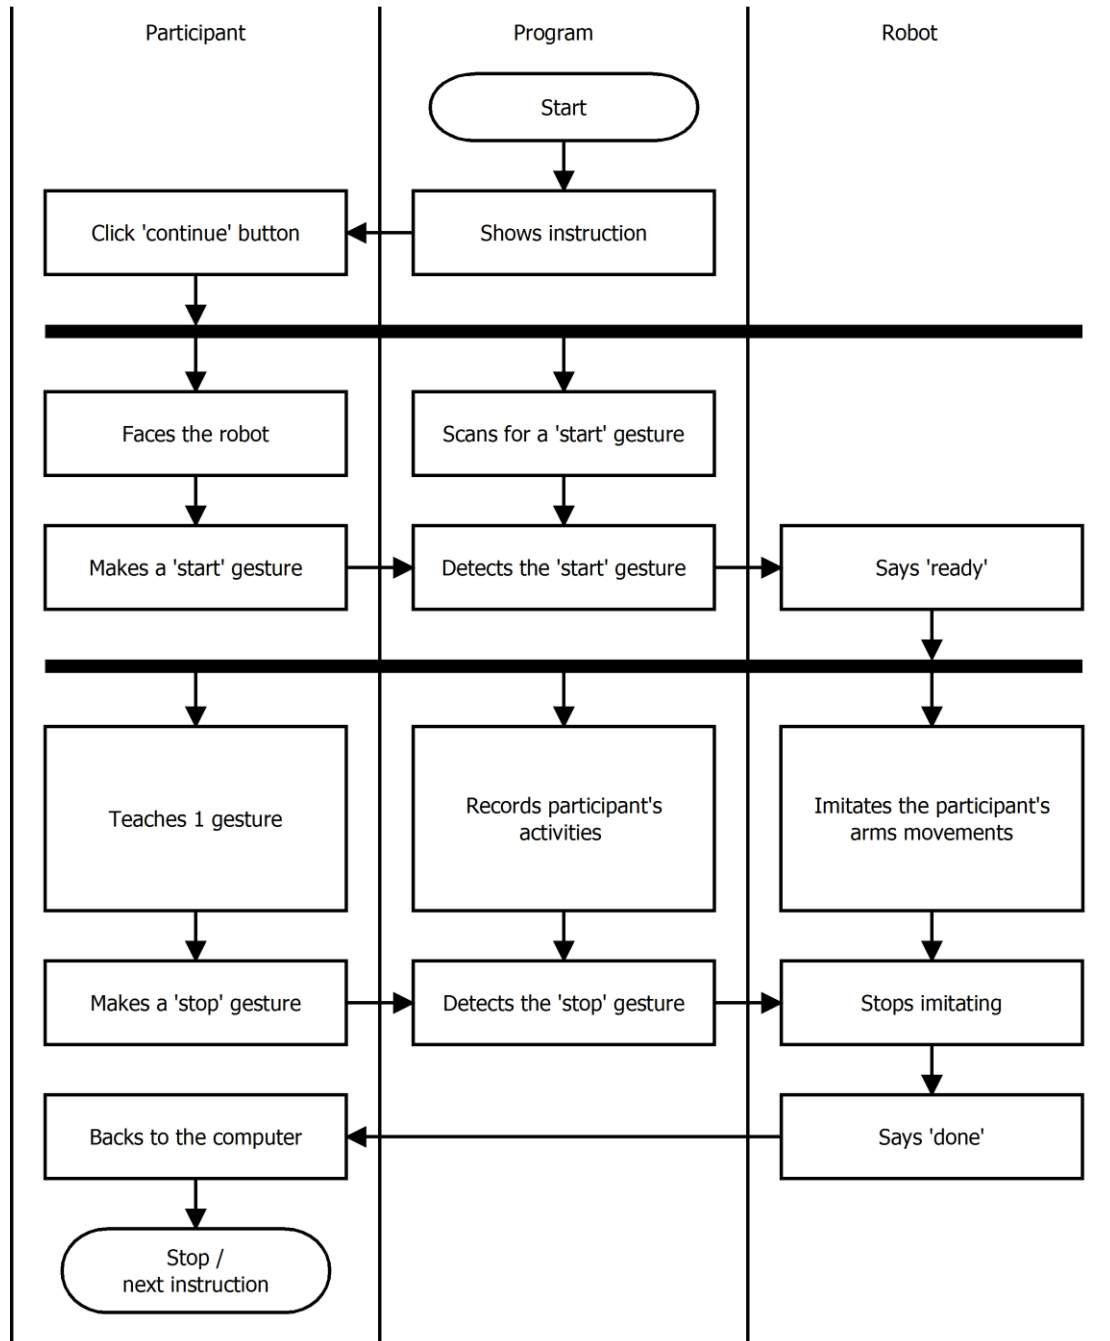 Participant
Program
Robot
Start
Click 'continue' button
Shows instruction
Faces the robot
Scans for a 'start' gesture
Makes a 'start' gesture
Detects the 'start' gesture
Says 'ready'
Teaches 1 gesture
Records participant's
activities
Imitates the participant's
arms movements
Makes a 'stop' gesture
Detects the 'stop' gesture
Stops imitating
Backs to the computer
Says 'done'
Stop /
next instruction